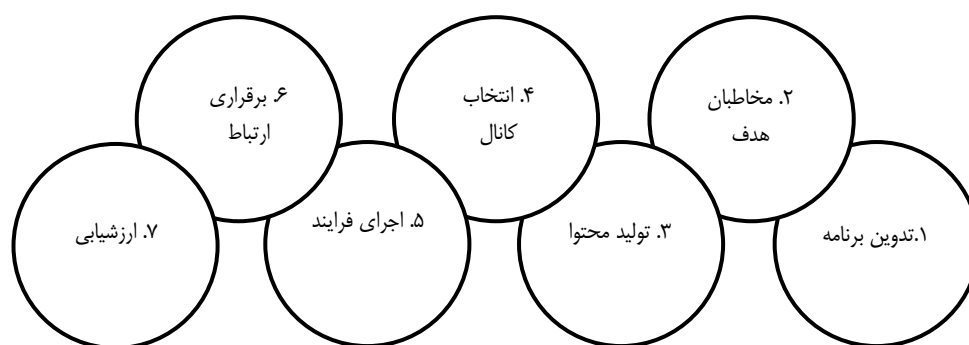 ۱.تدوین برنامه
۲. مخاطبان
هدف
۳. تولید محتوا
۴. انتخاب
کانال
۵. اجرای فرایند
۶. برقراری
ارتباط
۷. ارزشیابی